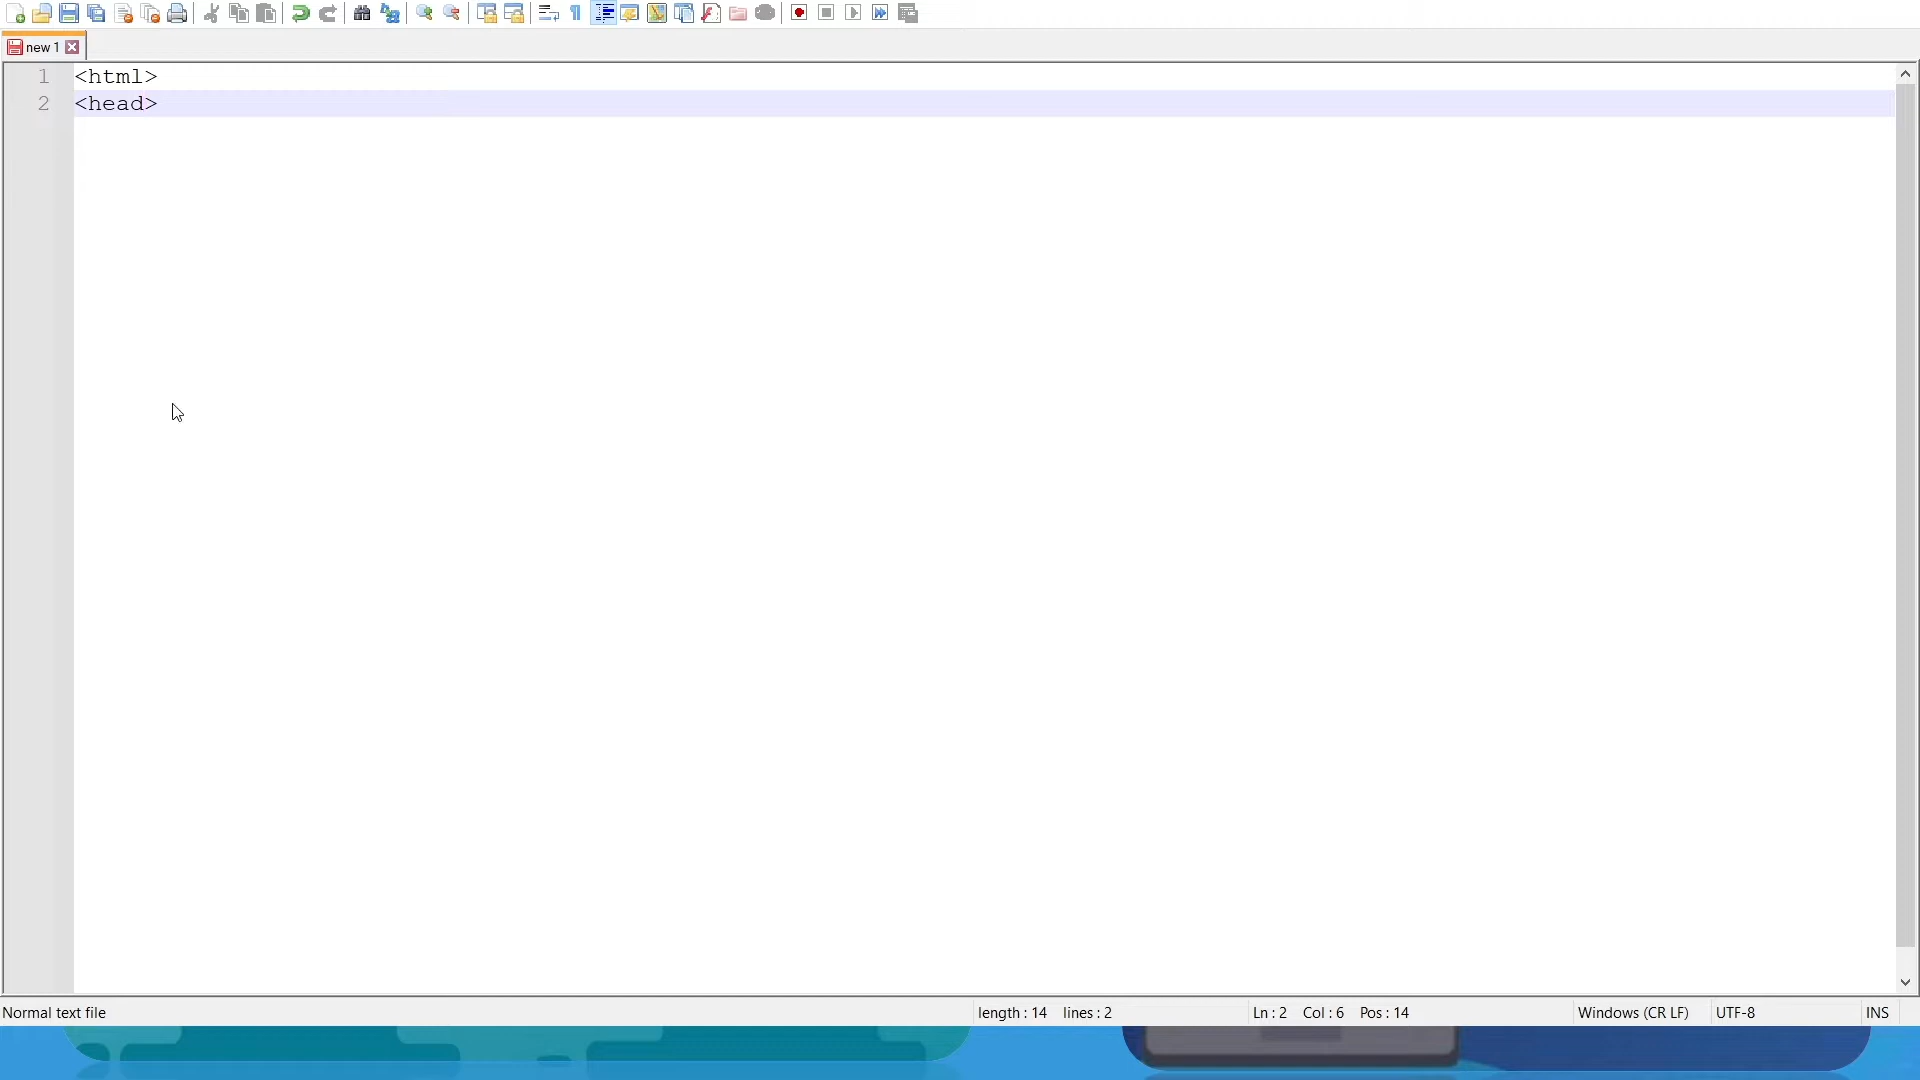 new 1
1 <html>
2 <head>
Normal text file length : 14 lines : 2 Ln : 2 Col : 6 Pos : 14 Windows (CR LF) UTF-8 INS